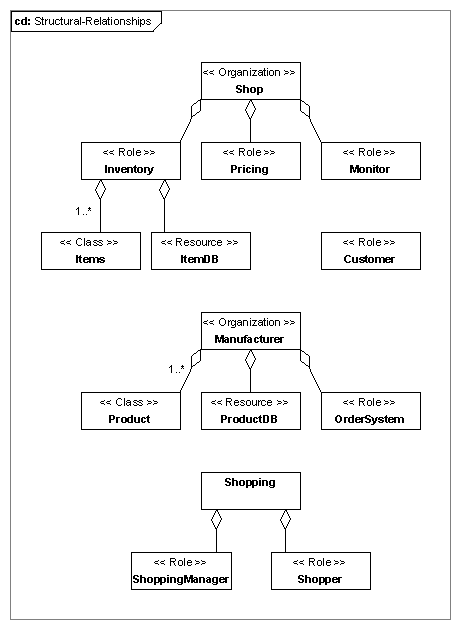 cd: Structural-Relationships
<< Organization >>
Shop
<< Role >>
Inventory
<< Role >>
Pricing
<< Role >>
Monitor
1..*
<< Class >>
Items
<< Resource >>
ItemDB
<< Role >>
Customer
<< Organization >>
Manufacturer
1..*
<< Class >>
Product
<< Resource >>
ProductDB
<< Role >>
OrderSystem
Shopping
<< Role >>
ShoppingManager
<< Role >>
Shopper